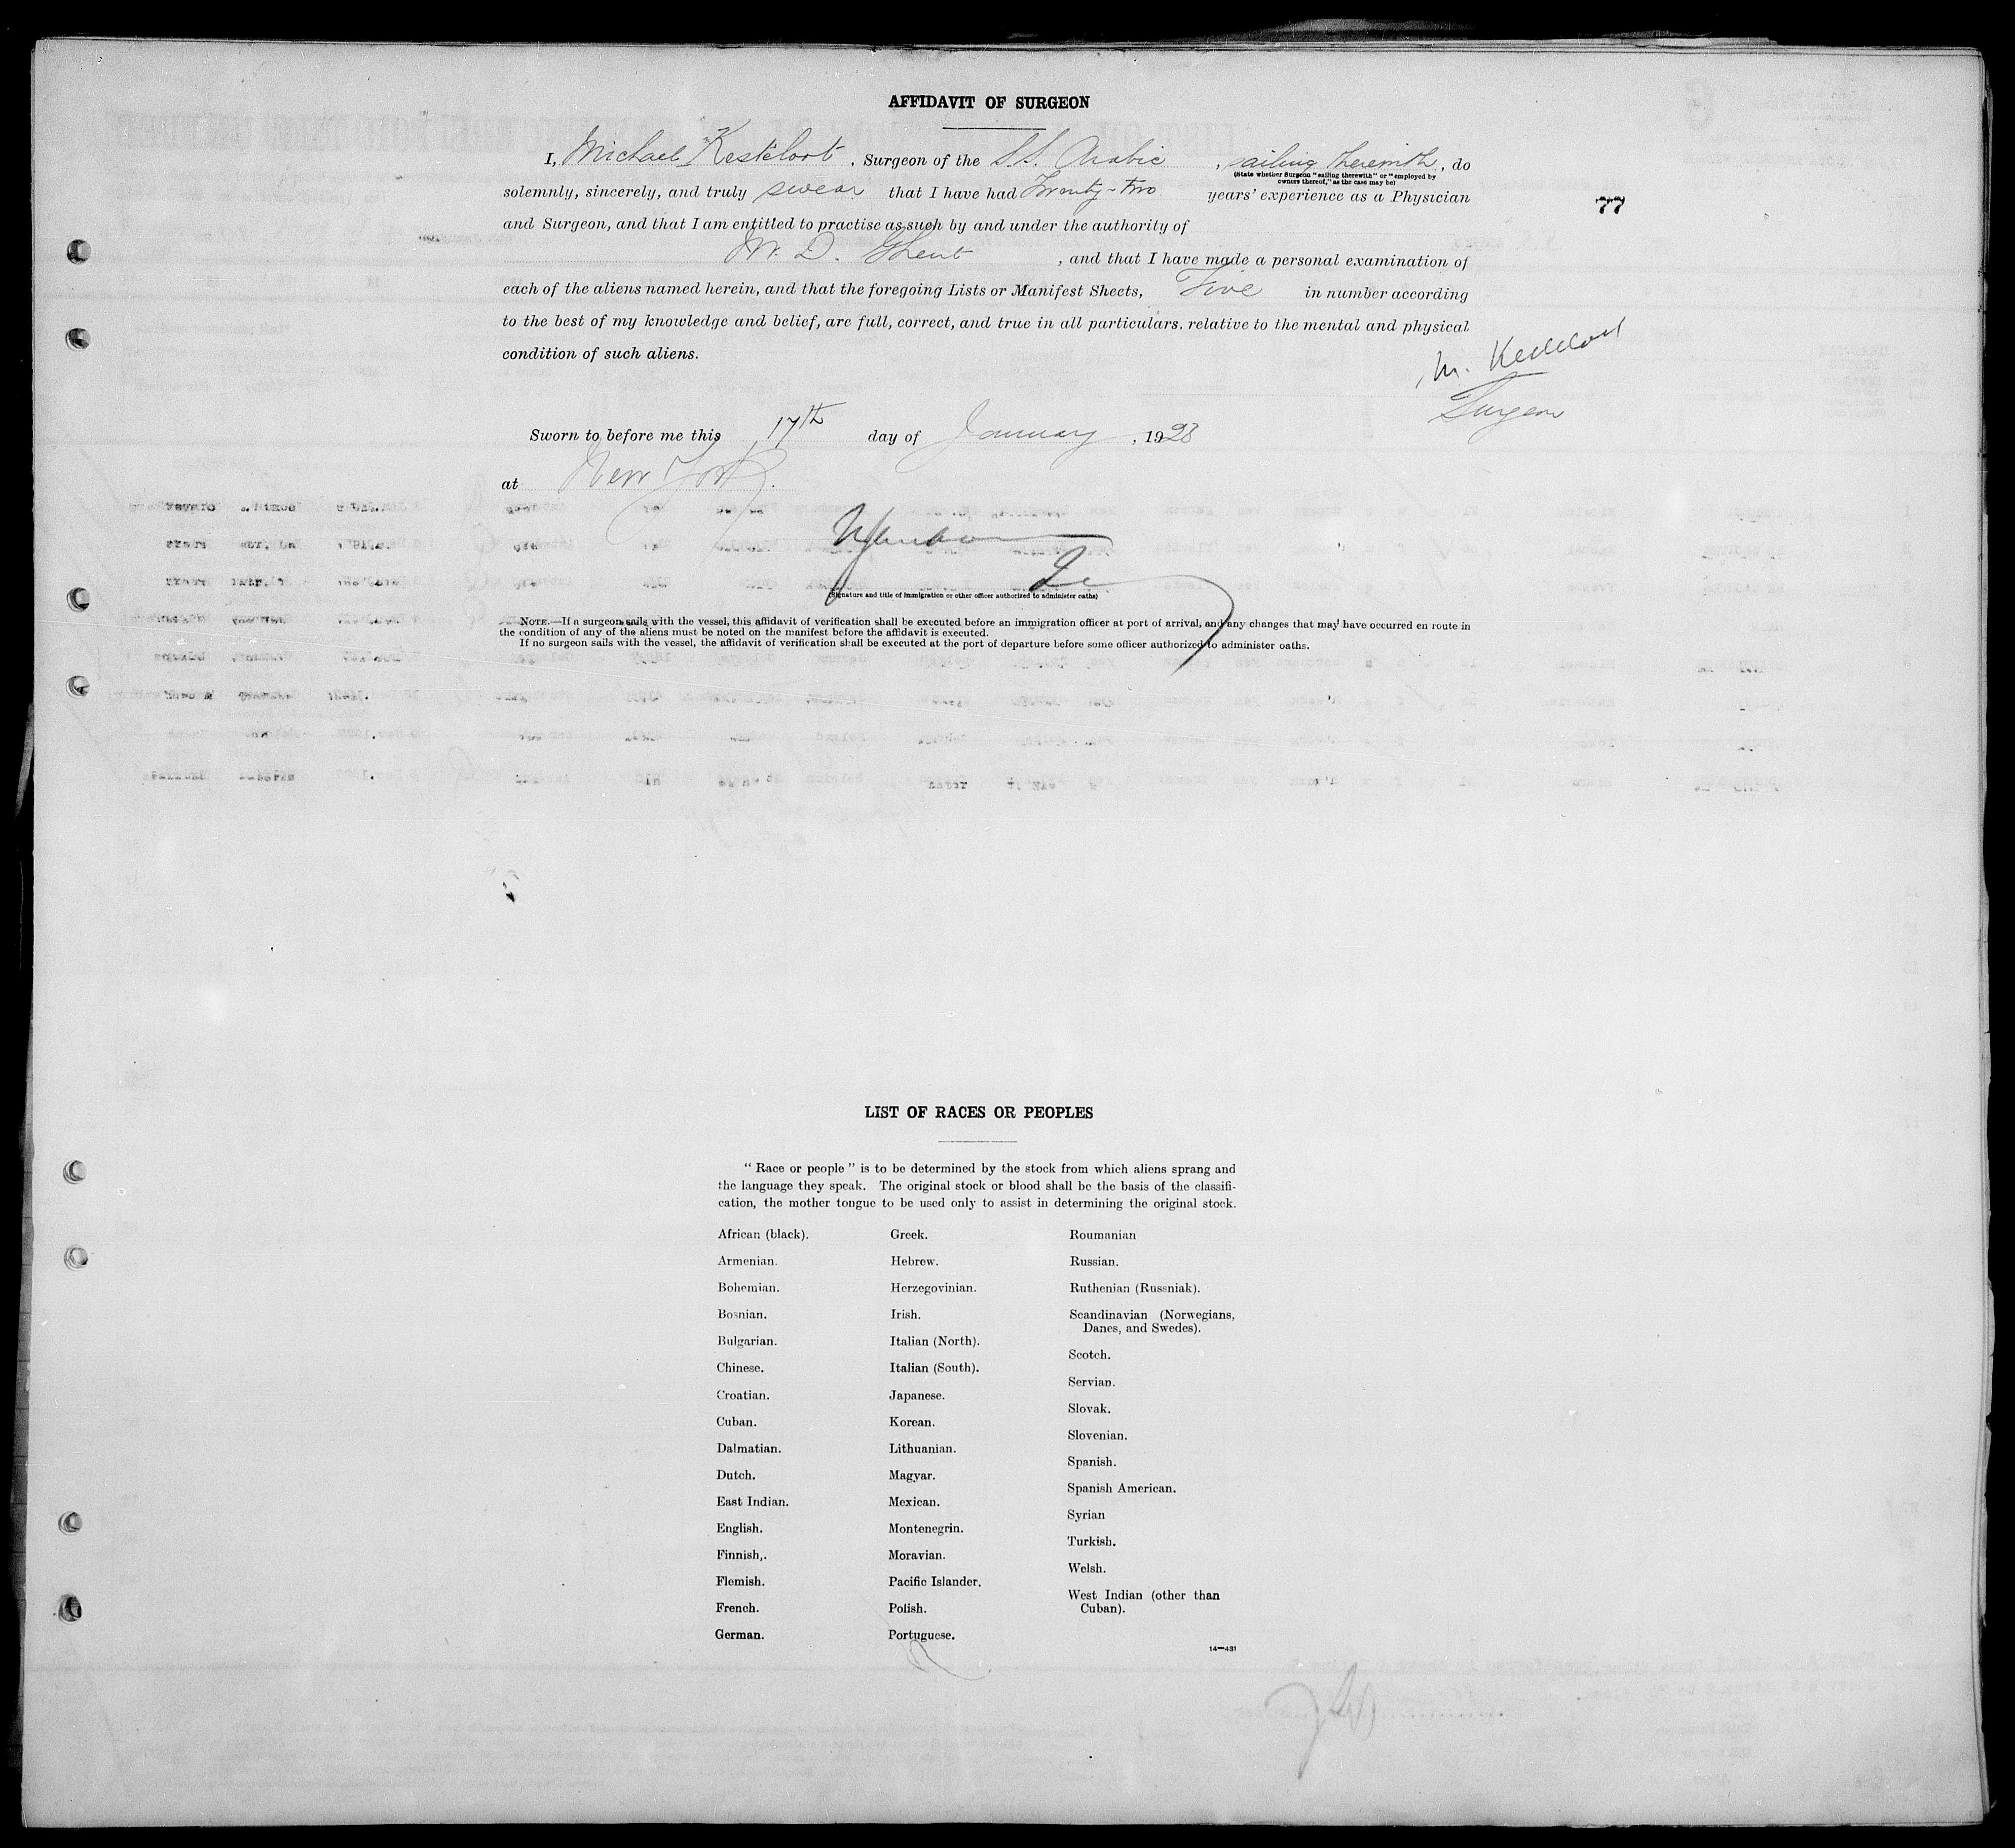 AFFIDAVIT OF SURGEON
I, Michael Kesteloot, Surgeon of the S.S. Arabic, sailing therewith, do
(State whether Surgeon "sailing therewith" or "employed by
owners thereof," as the case may be)
solemnly, sincerely, and truly swear that I have had Twenty-two years' experience as a Physician
77
and Surgeon, and that I am entitled to practise as such by and under the authority of
M. D. Ghent, and that I have made a personal examination of
each of the aliens named herein, and that the foregoing Lists or Manifest Sheets, Five in number according
to the best of my knowledge and belief, are full, correct, and true in all particulars. relative to the mental and physical
condition of such aliens.
M. Kesteloot
Surgeon
Sworn to before me this 17th day of January, 1928
at New York.
(Signature and title of immigration or other officer authorized to administer oaths)
NOTE.—If a surgeon sails with the vessel, this affidavit of verification shall be executed before an immigration officer at port of arrival, and any changes that may have occurred en route in
the condition of any of the aliens must be noted on the manifest before the affidavit is executed.
If no surgeon sails with the vessel, the affidavit of verification shall be executed at the port of departure before some officer authorized to administer oaths.
LIST OF RACES OR PEOPLES
"Race or people" is to be determined by the stock from which aliens sprang and
the language they speak. The original stock or blood shall be the basis of the classifi-
cation, the mother tongue to be used only to assist in determining the original stock.
African (black).
Armenian.
Bohemian.
Bosnian.
Bulgarian.
Chinese.
Croatian.
Cuban.
Dalmatian.
Dutch.
East Indian.
English.
Finnish,.
Flemish.
French.
German.
Greek.
Hebrew.
Herzegovinian.
Irish.
Italian (North).
Italian (South).
Japanese.
Korean.
Lithuanian.
Magyar.
Mexican.
Montenegrin.
Moravian.
Pacific Islander.
Polish.
Portuguese.
Roumanian
Russian.
Ruthenian (Russniak).
Scandinavian (Norwegians,
Danes, and Swedes).
Scotch.
Servian.
Slovak.
Slovenian.
Spanish.
Spanish American.
Syrian
Turkish.
Welsh.
West Indian (other than
Cuban).
14—431